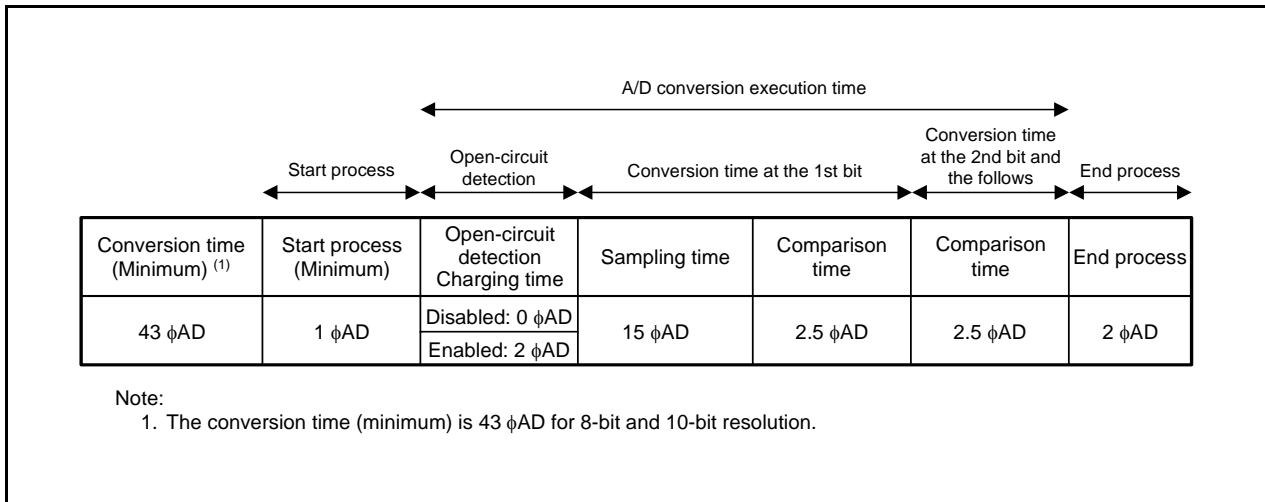 A/D conversion execution time
Start process
Open-circuit
detection
Conversion time at the 1st bit
Conversion time
at the 2nd bit and
the follows
End process
Conversion time
(Minimum) (1)
Start process
(Minimum)
Open-circuit
detection
Charging time
Sampling time
Comparison
time
Comparison
time
End process
43 ϕAD
1 ϕAD
Disabled: 0 ϕAD
Enabled: 2 ϕAD
15 ϕAD
2.5 ϕAD
2.5 ϕAD
2 ϕAD
Note:
1. The conversion time (minimum) is 43 ϕAD for 8-bit and 10-bit resolution.